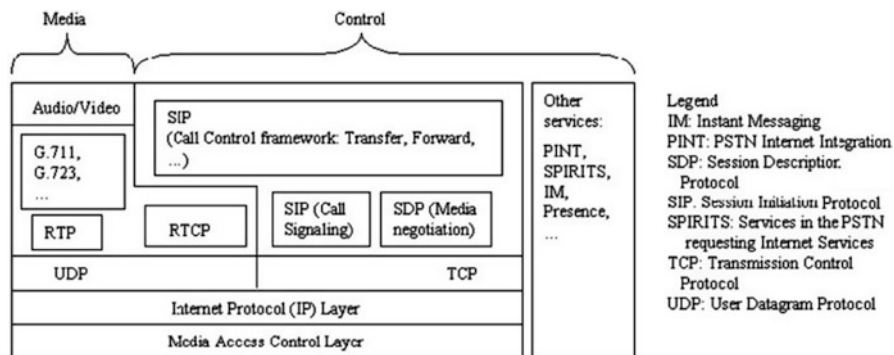 Media
Control
Audio/Video
G.711,
G.723,
...
RTP
SIP
(Call Control framework: Transfer, Forward,
...)
RTCP
SIP (Call
Signaling)
SDP (Media
negotiation)
UDP
TCP
Internet Protocol (IP) Layer
Media Access Control Layer
Other
services:
PINT,
SPIRITS,
IM,
Presence,
...
Legend
IM: Instant Messaging
PINT: PSTN Internet Integration
SDP: Session Description
Protocol
SIP. Session Initiation Protocol
SPIRITS: Services in the PSTN
requesting Internet Services
TCP: Transmission Control
Protocol
UDP: User Datagram Protocol